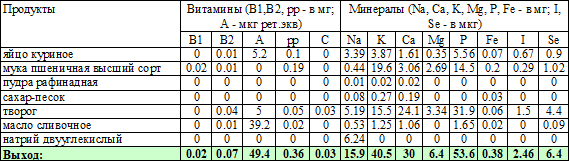 Продукты Витамины (B1,B2, pp - в мг; Минералы (Na, Ca, K, Mg, P, Fe - в мг; I,
A - мкг рет.экв) Se - в мкг)
B1 B2 A pp C Na K Ca Mg P Fe I Se
яйцо куриное 0 0.01 5.2 0.1 0 3.39 3.87 1.61 0.35 5.56 0.07 0.67 0.9
мука пшеничная высший сорт 0.02 0.01 0 0.19 0 0.44 19.6 3.06 2.69 14.5 0.2 0.29 1.02
пудра рафинадная 0 0 0 0 0 0.01 0.02 0.02 0 0 0 0 0
сахар-песок 0 0 0 0 0 0.08 0.27 0.19 0 0 0.03 0 0
творог 0 0.04 5 0.05 0.03 5.19 15.5 24.1 3.34 31.9 0.06 1.5 4.4
масло сливочное 0 0.01 39.2 0.02 0 0.53 1.25 1.06 0 1.65 0.02 0 0.09
натрий двууглекислый 0 0 0 0 0 6.24 0 0 0 0 0 0 0
Выход: 0.02 0.07 49.4 0.36 0.03 15.9 40.5 30 6.4 53.6 0.38 2.46 6.4